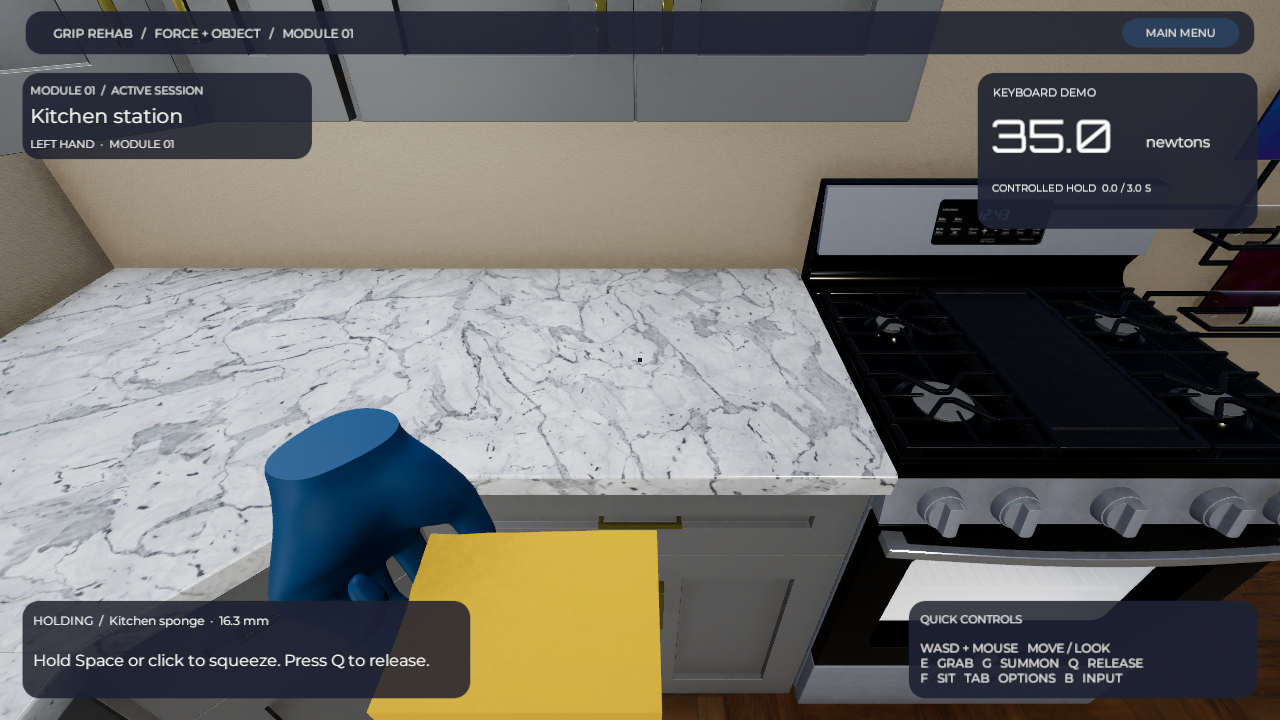 GRIP REHAB / FORCE + OBJECT / MODULE 01
MAIN MENU
MODULE 01 / ACTIVE SESSION
Kitchen station
LEFT HAND · MODULE 01
KEYBOARD DEMO
35.0 newtons
CONTROLLED HOLD 0.0 / 3.0 S
12:43
HOLDING / Kitchen sponge · 16.3 mm
Hold Space or click to squeeze. Press Q to release.
QUICK CONTROLS
WASD + MOUSE MOVE / LOOK
E GRAB G SUMMON Q RELEASE
F SIT TAB OPTIONS B INPUT